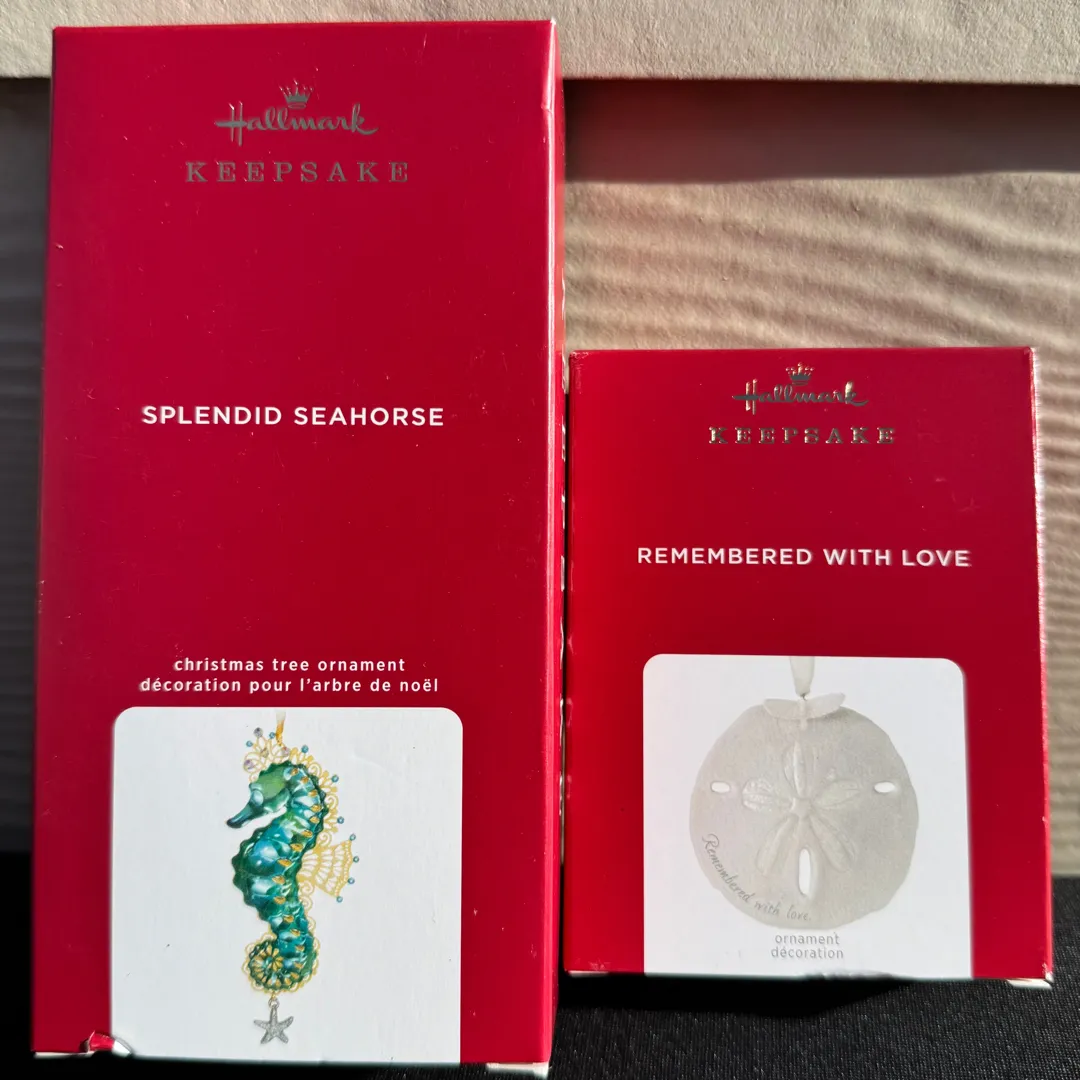 Hallmark
KEEPSAKE
SPLENDID SEAHORSE
christmas tree ornament
décoration pour l'arbre de noël
Hallmark
KEEPSAKE
REMEMBERED WITH LOVE
Remembered with love.
ornament
décoration